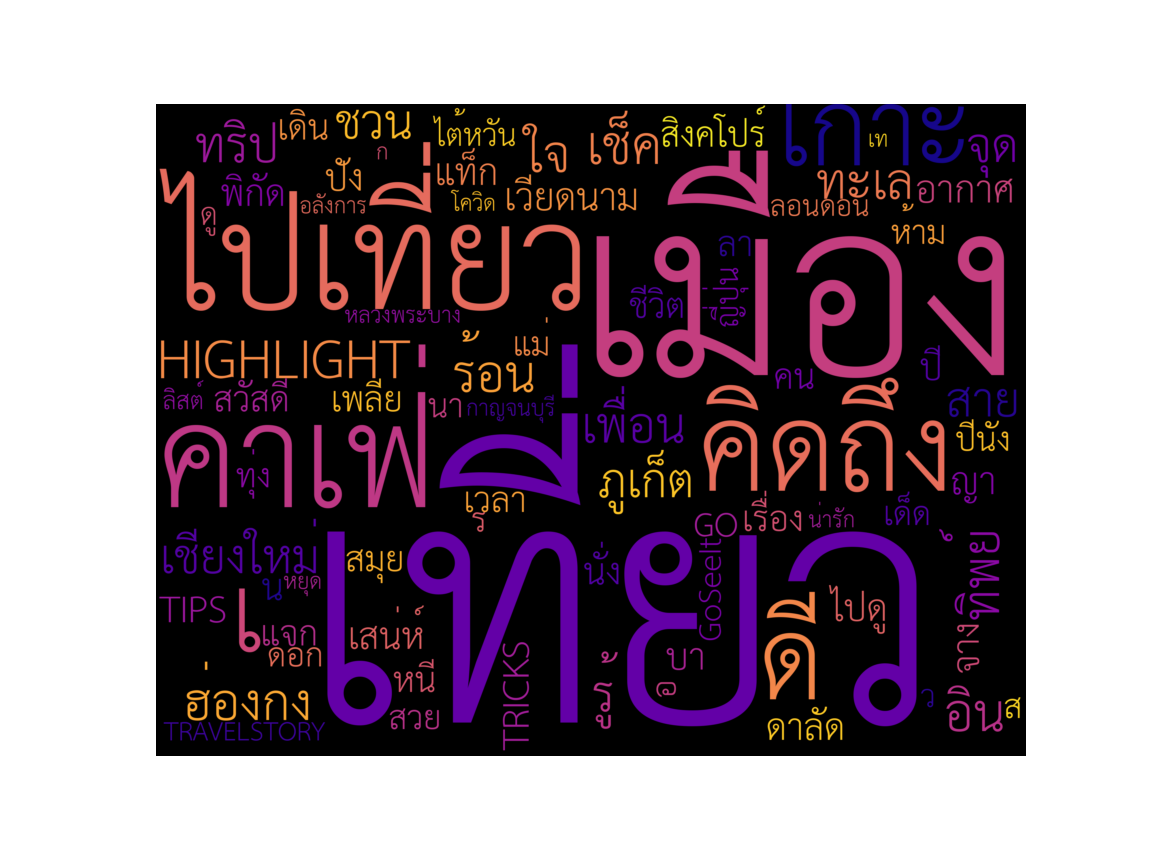 ทริป
เดิน
ชวน
ไต้หวัน
ใจ
เช็ค
สิงคโปร์
เกาะ
เท
จุด
ก
ปัง
แท็ก
พิกัด
อลังการ
โควิด
เวียดนาม
ทะเล
อากาศ
ลอนดอน
ห้าม
ดู
ไปเที่ยว
เมือง
ลา
ญี่ปุ่น
ชีวิต
หลวงพระบาง
HIGHLIGHT
ร้อน
แม่
คน
ปี
ลิสต์
สวัสดี
เพลีย
นา
กาญจนบุรี
เพื่อน
สาย
คาเฟ่
คิดถึง
ปีนัง
ทุ่ง
ภูเก็ต
ญา
เวลา
ร
GO
เรื่อง
น่ารัก
เด็ด
เชียงใหม่
สมุย
เที่ยว
นั่ง
GoSeeIt
ทิพย์
น
หยุด
TIPS
เ
แจก
ดอก
เสน่ห์
ดี
ไปดู
จาง
บา
หนี
TRICKS
รู้
อ
ฮ่องกง
สวย
ว
อิน
ส
TRAVELSTORY
ดาลัด